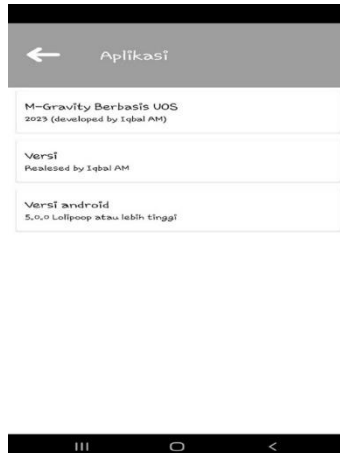 Aplikasi
M-Gravity Berbasis UOS
2023 (developed by Iqbal AM)
Versi
Realesed by Iqbal AM
Versi android
5.0.0 Lolipoop atau lebih tinggi